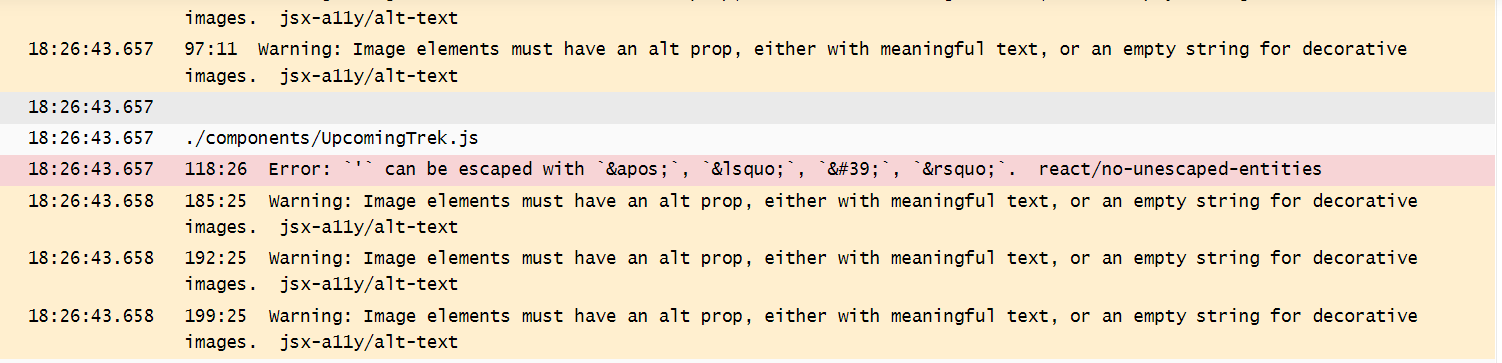 images.  jsx-a11y/alt-text
18:26:43.657 97:11  Warning: Image elements must have an alt prop, either with meaningful text, or an empty string for decorative
images.  jsx-a11y/alt-text
18:26:43.657
18:26:43.657 ./components/UpcomingTrek.js
18:26:43.657 118:26  Error: `'` can be escaped with `&apos;`, `&lsquo;`, `&#39;`, `&rsquo;`.  react/no-unescaped-entities
18:26:43.658 185:25  Warning: Image elements must have an alt prop, either with meaningful text, or an empty string for decorative
images.  jsx-a11y/alt-text
18:26:43.658 192:25  Warning: Image elements must have an alt prop, either with meaningful text, or an empty string for decorative
images.  jsx-a11y/alt-text
18:26:43.658 199:25  Warning: Image elements must have an alt prop, either with meaningful text, or an empty string for decorative
images.  jsx-a11y/alt-text